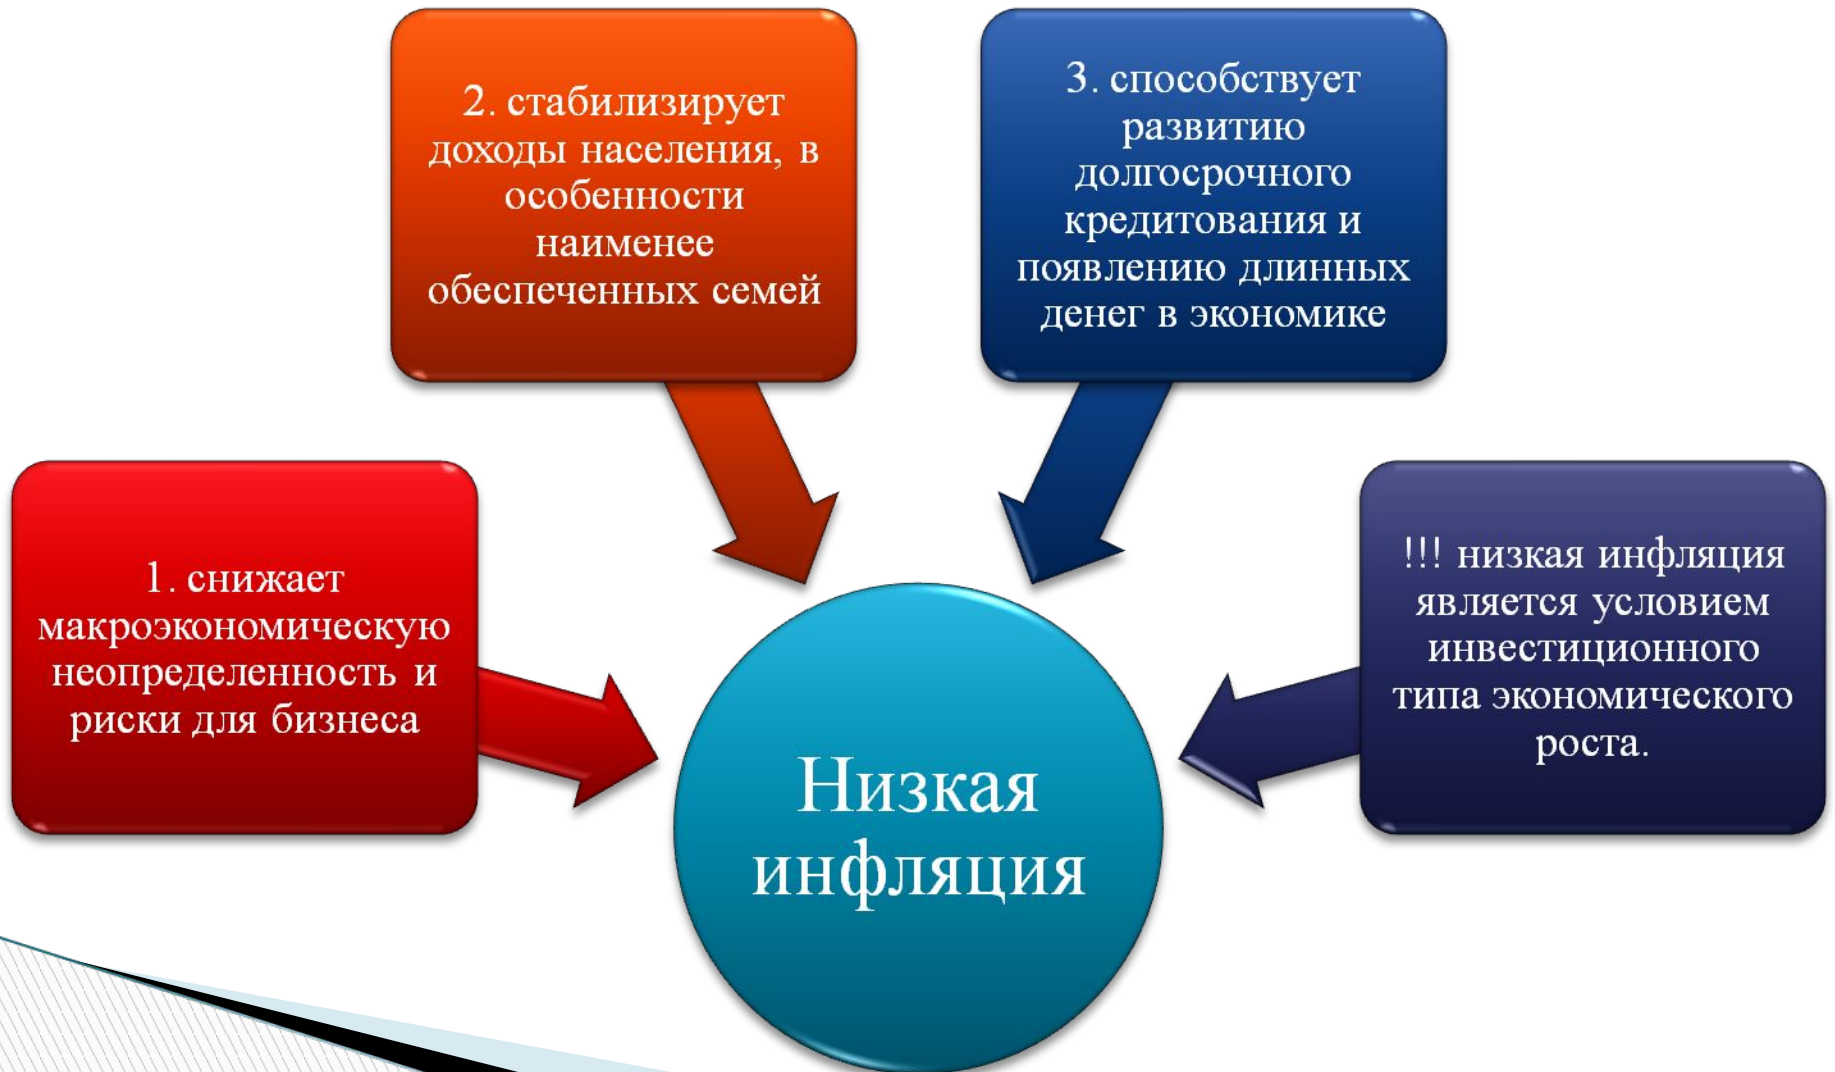 2. стабилизирует
доходы населения, в
особенности
наименее
обеспеченных семей
3. способствует
развитию
долгосрочного
кредитования и
появлению длинных
денег в экономике
1. снижает
макроэкономическую
неопределенность и
риски для бизнеса
!!! низкая инфляция
является условием
инвестиционного
типа экономического
роста.
Низкая
инфляция